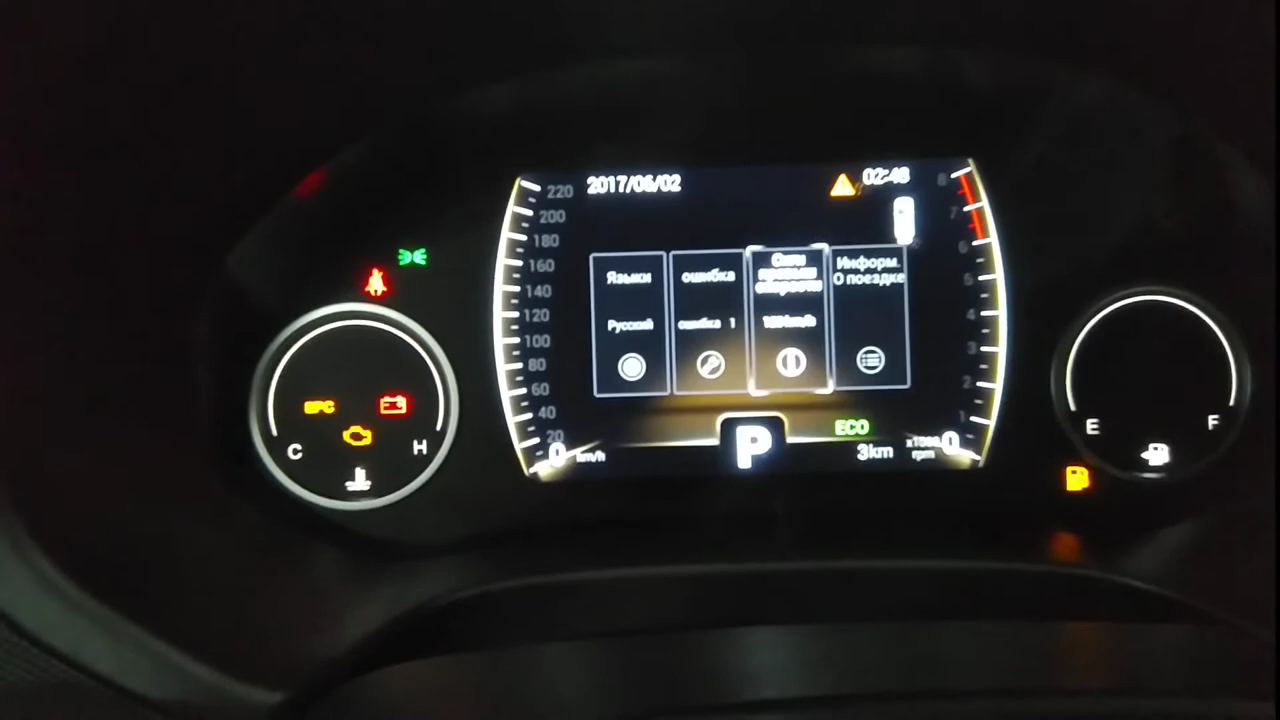 2017/06/02
02:48
220
200
180
160
140
120
100
80
60
40
20
0
km/h
Языки
Русский
ошибка
ошибка 1
скорости
Информ.
О поездке
P
ECO
3km
8
7
6
5
4
3
2
1
0
x1000
rpm
EPC
C
H
E
F